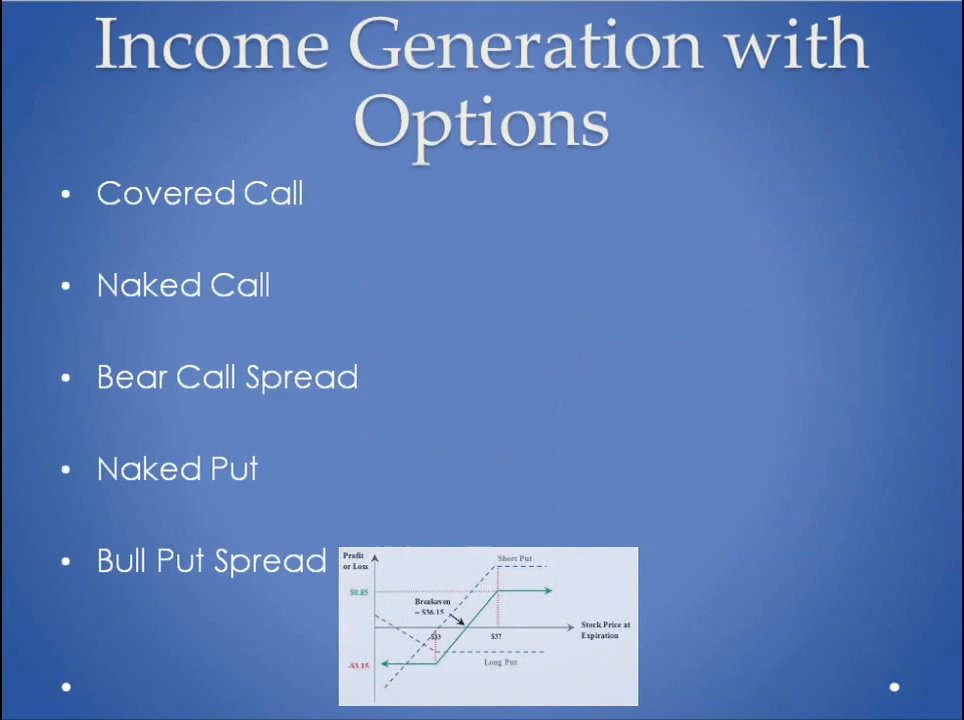 Income Generation with
Options
Covered Call
Naked Call
Bear Call Spread
Naked Put
Bull Put Spread
Profit
or Loss
Short Put
$0.85
Breakeven
= $36.15
$33
$37
Stock Price at
Expiration
-$3.15
Long Put